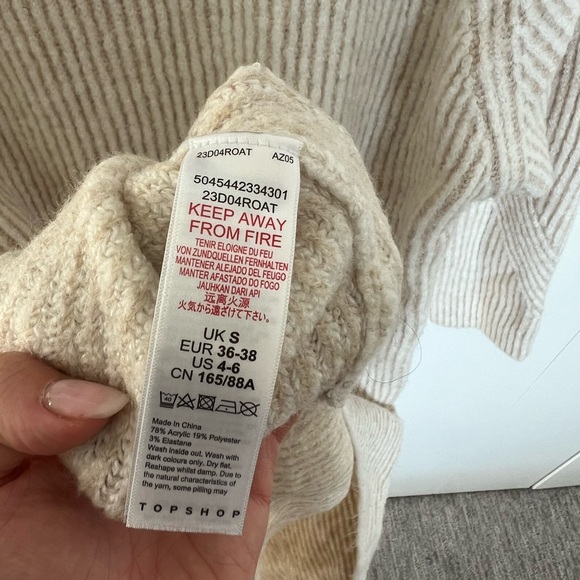 23D04ROAT AZ05
5045442334301
23D04ROAT
KEEP AWAY
FROM FIRE
TENIR ELOIGNE DU FEU
VON ZUNDQUELLEN FERNHALTEN
MANTENER ALEJADO DEL FUEGO
MANTER AFASTADO DO FOGO
JAUHKAN DARI API
远离火源
火気から遠ざけて下さい
UK S
EUR 36-38
US 4-6
CN 165/88A
40
Made In China
78% Acrylic 19% Polyester
3% Elastane
Wash inside out. Wash with
dark colours only. Dry flat.
Reshape whilst damp. Due to
the natural characteristics of
the yarn, some pilling may
TOPSHOP